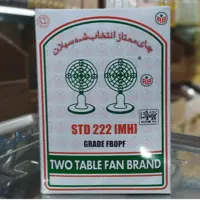 چای ممتاز انتخاب شده سیلان
STD 222 (MH)
GRADE FBOPF
TWO TABLE FAN BRAND